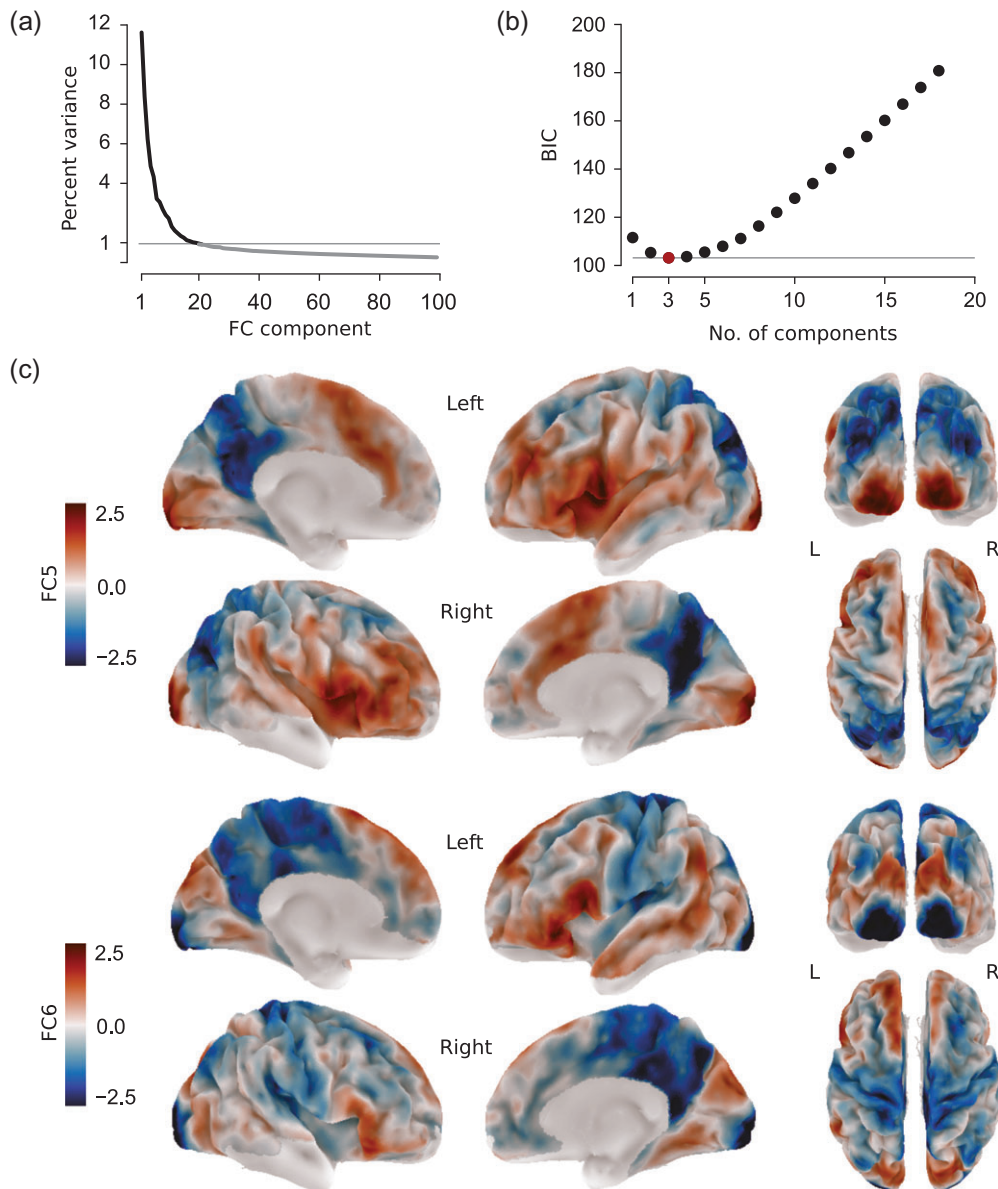 (a)
12
10
8
6
4
1
Percent variance
1 20 40 60 80 100
FC component
(b)
200
180
160
140
120
100
BIC
1 3 5 10 15 20
No. of components
(c)
Left
2.5
0.0
−2.5
FC5
L R
Right
Left
2.5
0.0
−2.5
FC6
L R
Right